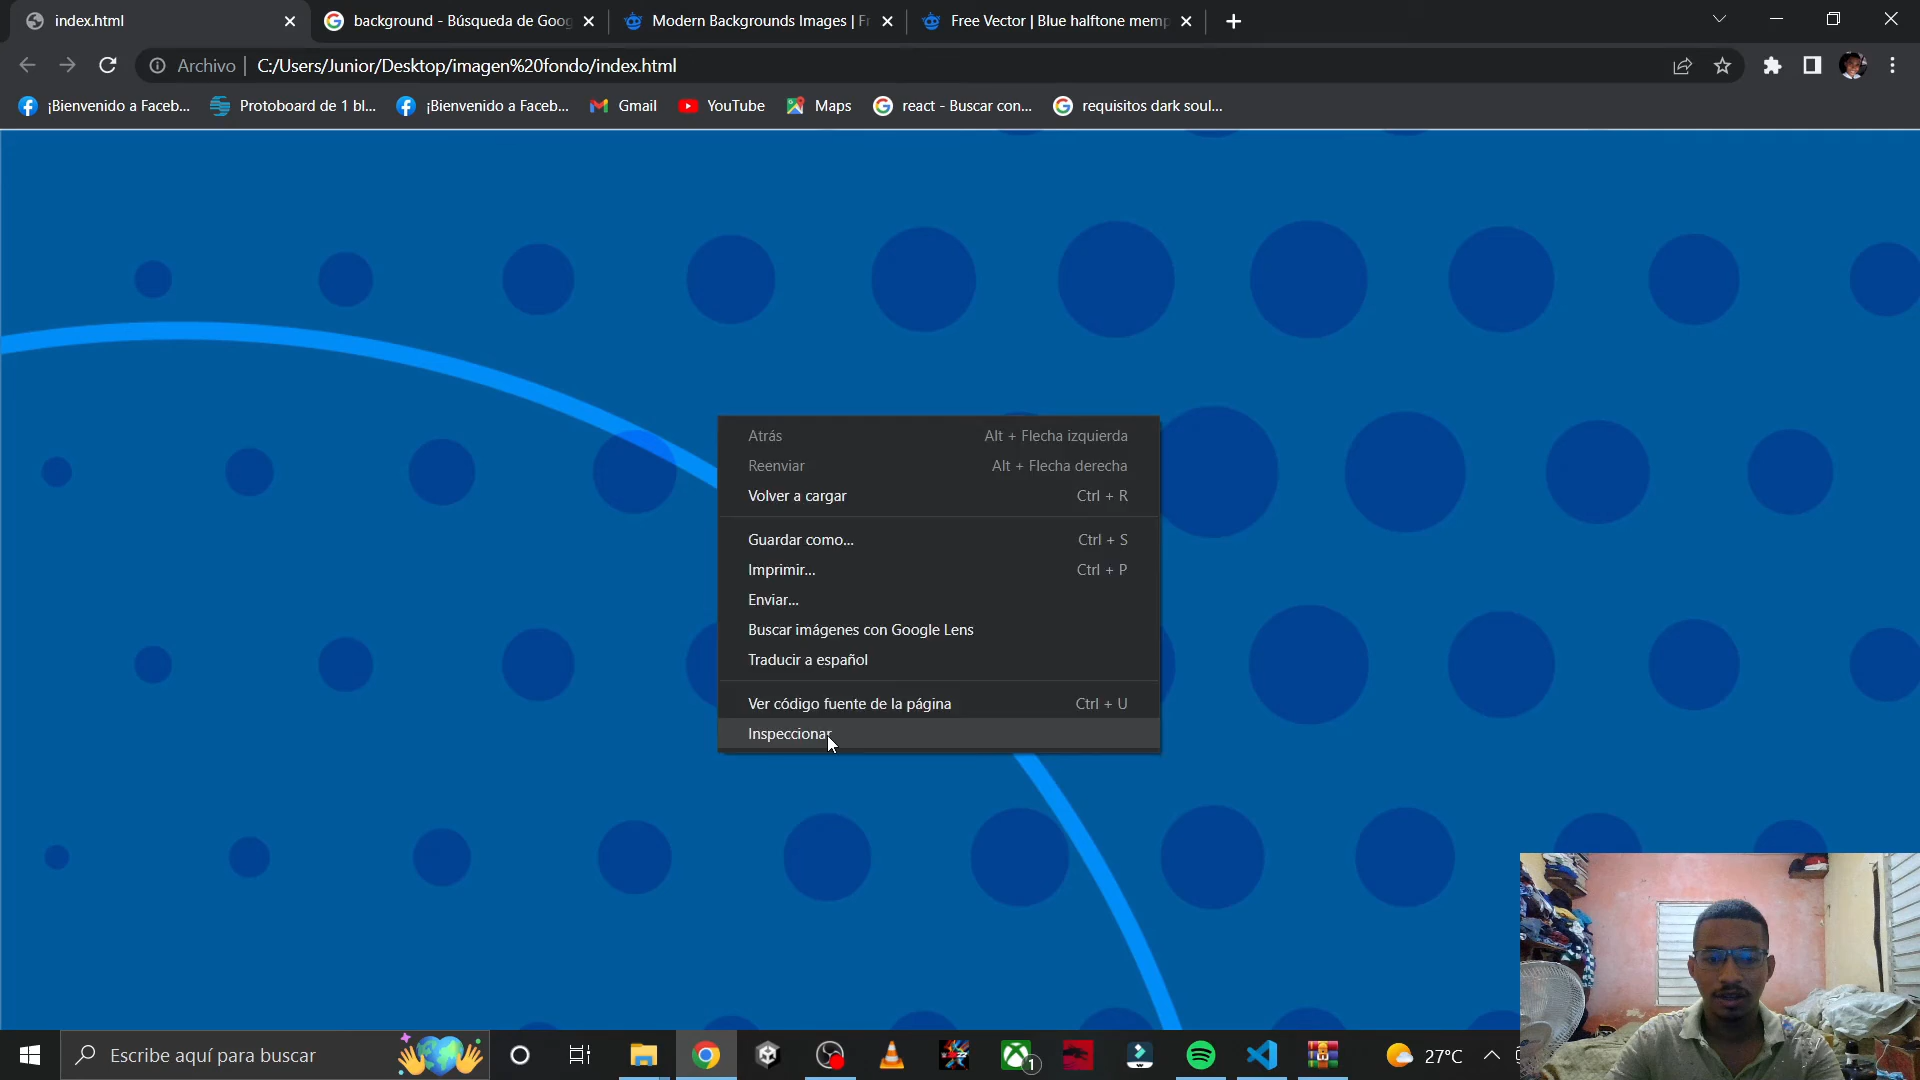 index.html
background - Búsqueda de Goog
Modern Backgrounds Images | Fr
Free Vector | Blue halftone memp
Archivo
C:/Users/Junior/Desktop/imagen%20fondo/index.html
¡Bienvenido a Faceb...
Protoboard de 1 bl...
¡Bienvenido a Faceb...
Gmail
YouTube
Maps
react - Buscar con...
requisitos dark soul...
Atrás Alt + Flecha izquierda
Reenviar Alt + Flecha derecha
Volver a cargar Ctrl + R
Guardar como... Ctrl + S
Imprimir... Ctrl + P
Enviar...
Buscar imágenes con Google Lens
Traducir a español
Ver código fuente de la página Ctrl + U
Inspeccionar
Escribe aquí para buscar
1
27°C